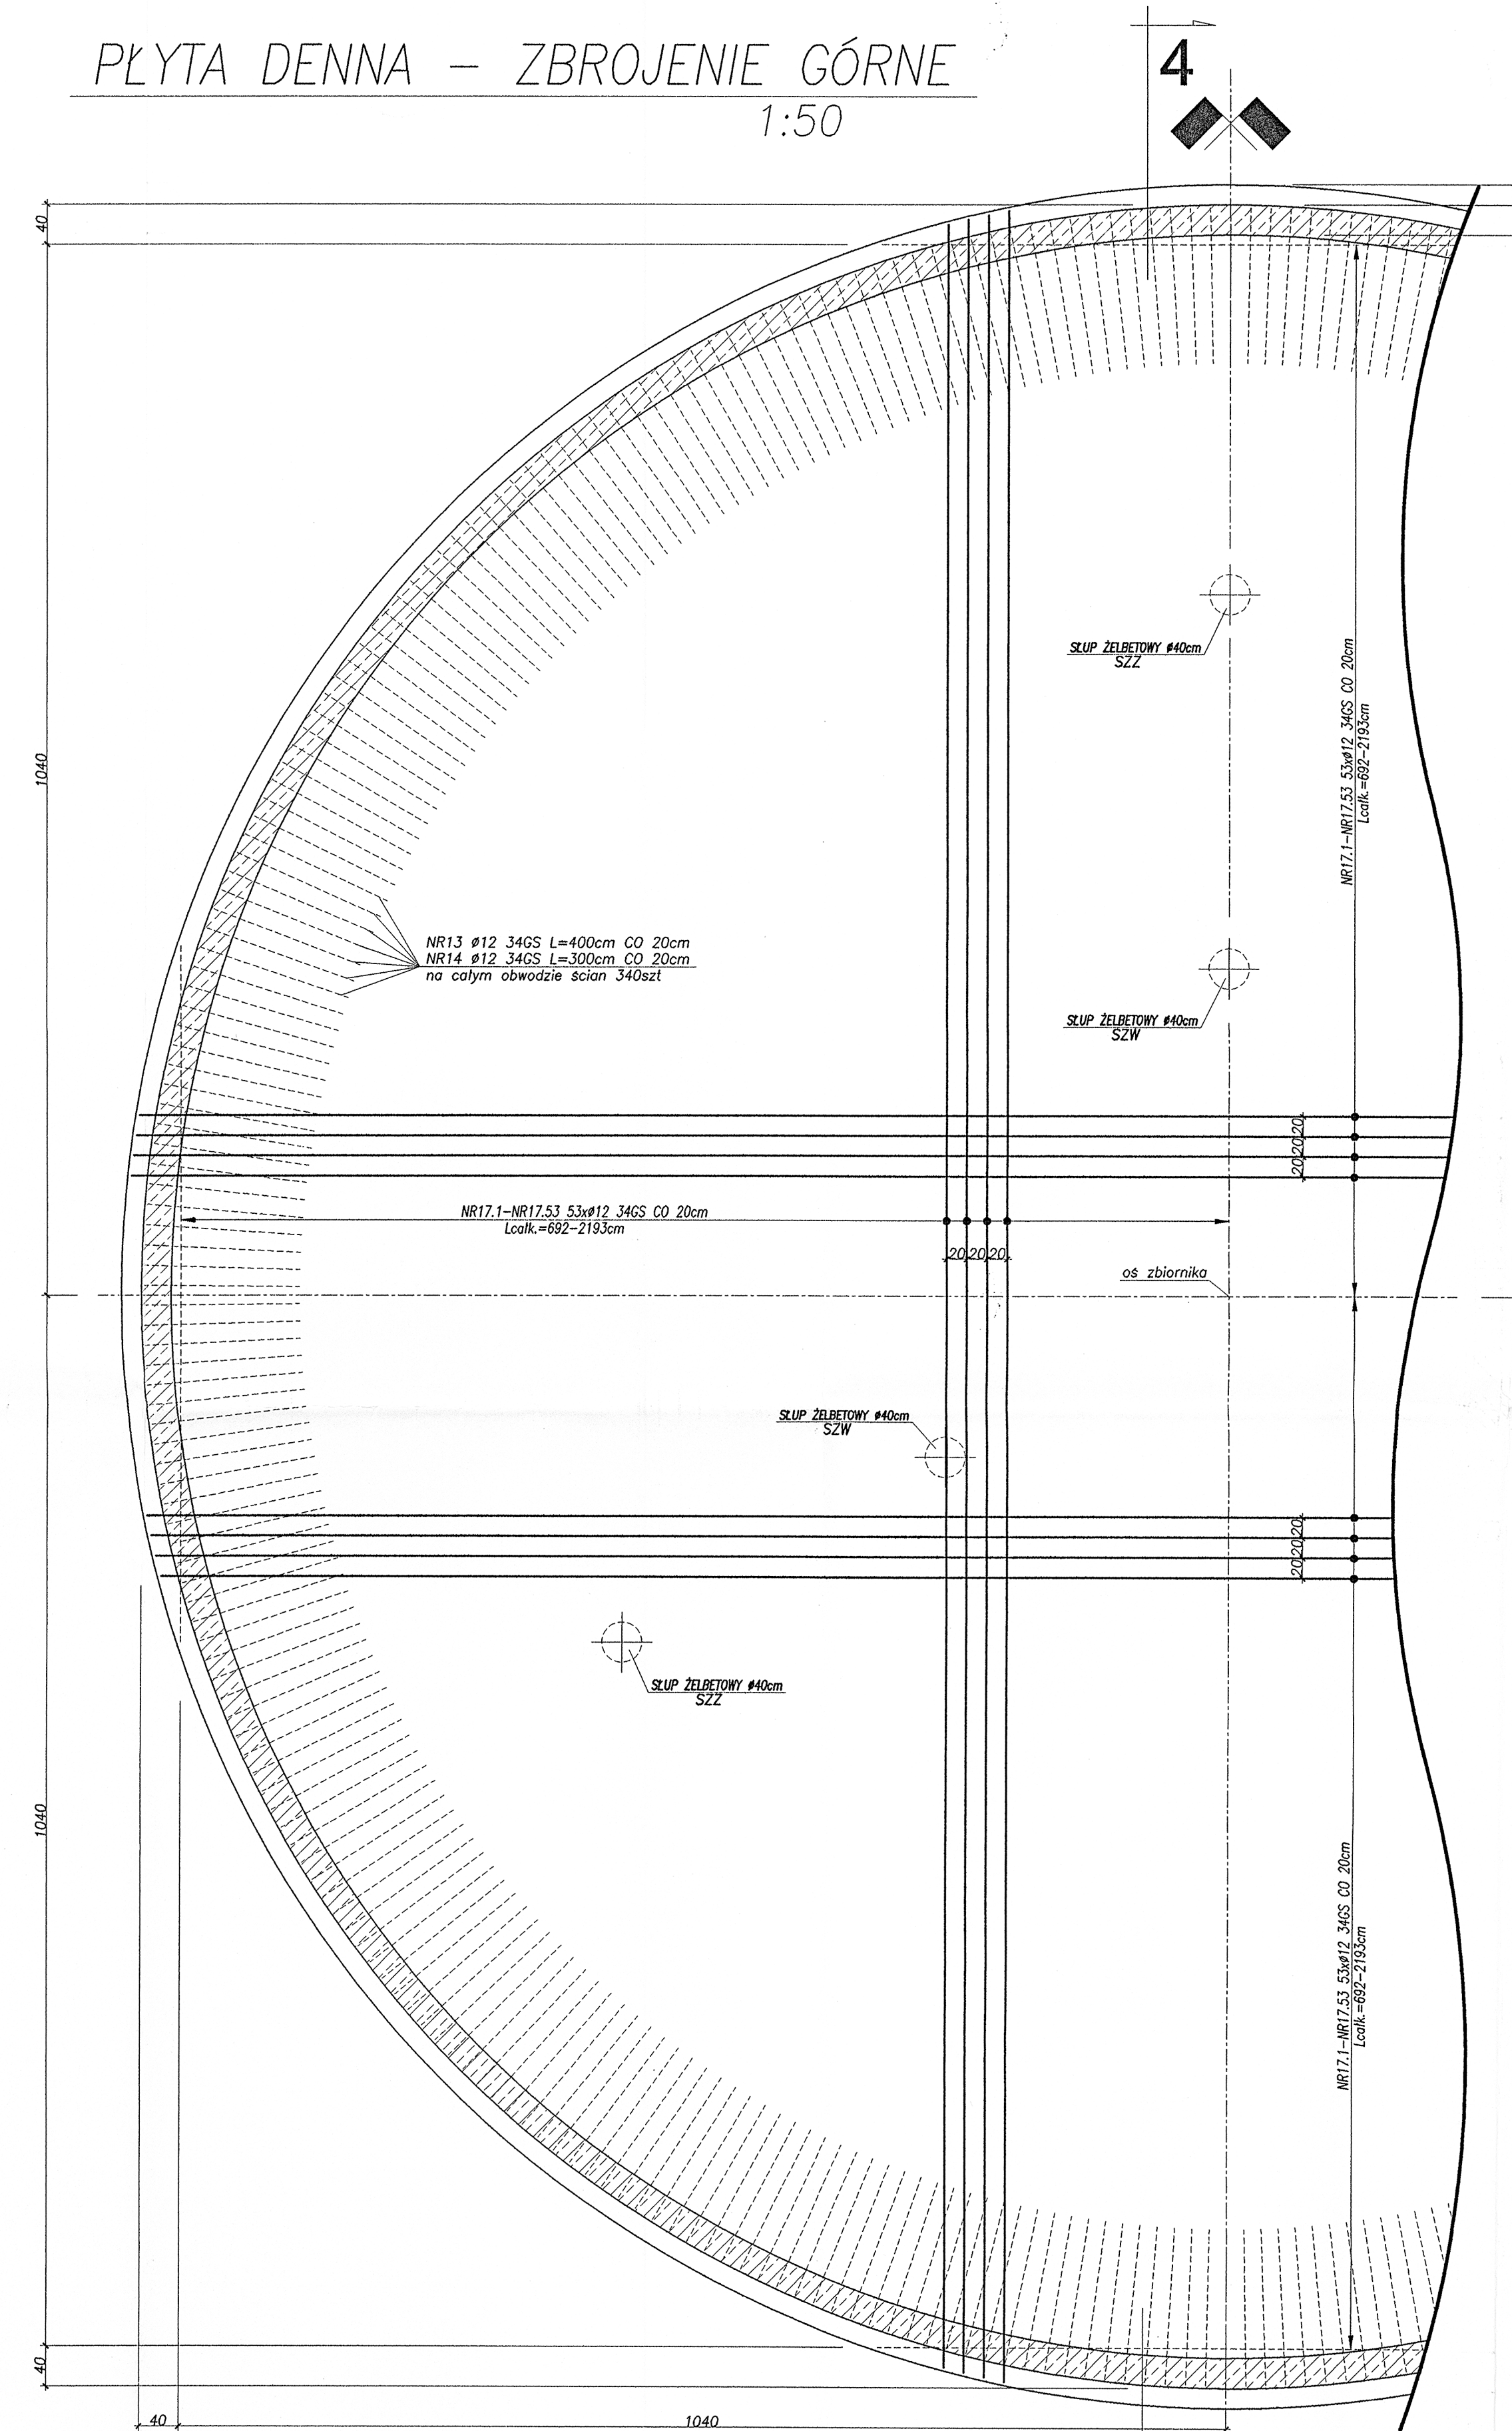 PŁYTA DENNA – ZBROJENIE GÓRNE
1:50
4
40
1040
SŁUP ŻELBETOWY ø40cm
SZZ
NR17.1–NR17.53 53xø12 34GS CO 20cm
Lcałk.=692–2193cm
NR13 ø12 34GS L=400cm CO 20cm
NR14 ø12 34GS L=300cm CO 20cm
na całym obwodzie ścian 340szt
SŁUP ŻELBETOWY ø40cm
SZW
20 20 20
NR17.1–NR17.53 53xø12 34GS CO 20cm
Lcałk.=692–2193cm
20 20 20
oś zbiornika
SŁUP ŻELBETOWY ø40cm
SZW
20 20 20
SŁUP ŻELBETOWY ø40cm
SZZ
1040
NR17.1–NR17.53 53xø12 34GS CO 20cm
Lcałk.=692–2193cm
40
40
1040